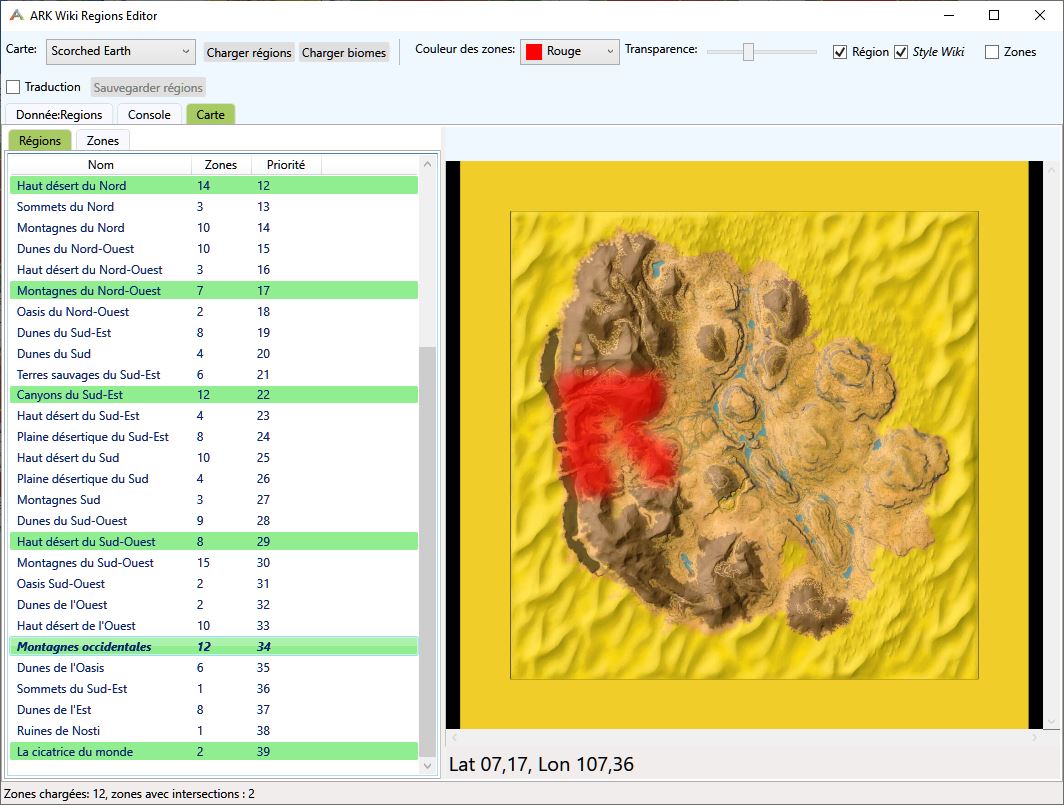 ARK Wiki Regions Editor
Carte: Scorched Earth Charger régions Charger biomes Couleur des zones: Rouge Transparence: Région Style Wiki Zones
Traduction Sauvegarder régions
Donnée:Regions Console Carte
Régions Zones
Nom Zones Priorité
Haut désert du Nord 14 12
Sommets du Nord 3 13
Montagnes du Nord 10 14
Dunes du Nord-Ouest 10 15
Haut désert du Nord-Ouest 3 16
Montagnes du Nord-Ouest 7 17
Oasis du Nord-Ouest 2 18
Dunes du Sud-Est 8 19
Dunes du Sud 4 20
Terres sauvages du Sud-Est 6 21
Canyons du Sud-Est 12 22
Haut désert du Sud-Est 4 23
Plaine désertique du Sud-Est 8 24
Haut désert du Sud 10 25
Plaine désertique du Sud 4 26
Montagnes Sud 3 27
Dunes du Sud-Ouest 9 28
Haut désert du Sud-Ouest 8 29
Montagnes du Sud-Ouest 15 30
Oasis Sud-Ouest 2 31
Dunes de l'Ouest 2 32
Haut désert de l'Ouest 10 33
Montagnes occidentales 12 34
Dunes de l'Oasis 6 35
Sommets du Sud-Est 1 36
Dunes de l'Est 8 37
Ruines de Nosti 1 38
La cicatrice du monde 2 39
Lat 07,17, Lon 107,36
Zones chargées: 12, zones avec intersections : 2